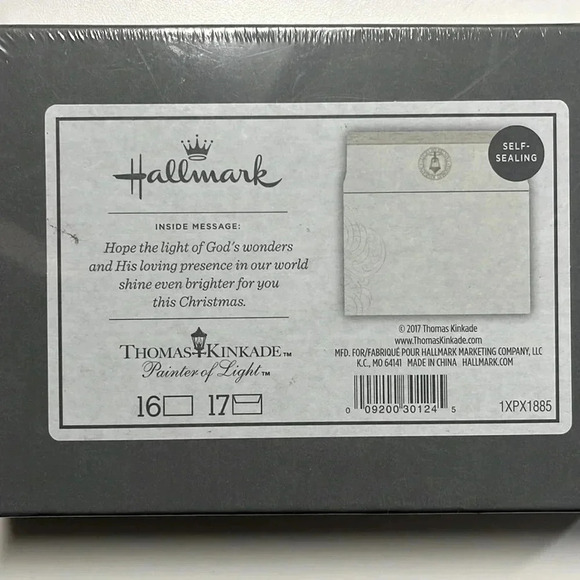 Hallmark
INSIDE MESSAGE:
Hope the light of God's wonders
and His loving presence in our world
shine even brighter for you
this Christmas.
THOMAS KINKADE™
Painter of Light™
16 17
SELF-
SEALING
© 2017 Thomas Kinkade
www.ThomasKinkade.com
MFD. FOR/FABRIQUÉ POUR HALLMARK MARKETING COMPANY, LLC
K.C., MO 64141 MADE IN CHINA HALLMARK.COM
0 09200 30124 5
1XPX1885